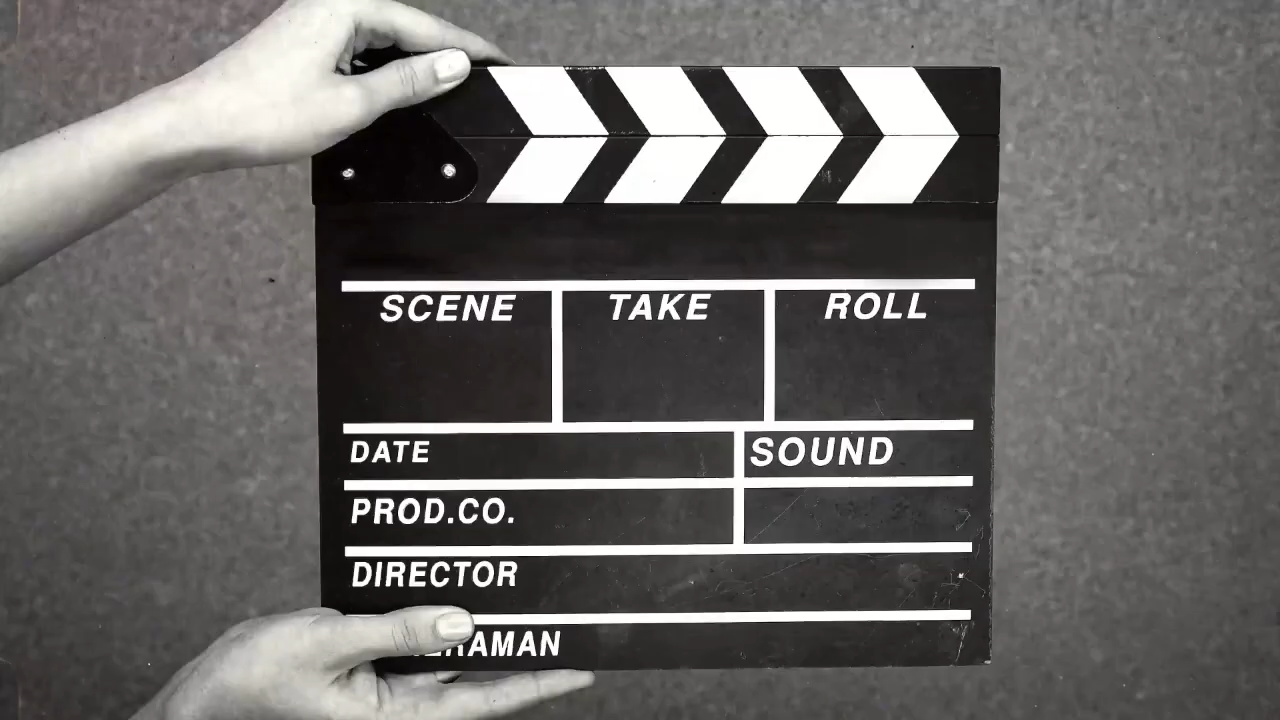 SCENE TAKE ROLL
DATE SOUND
PROD.CO.
DIRECTOR